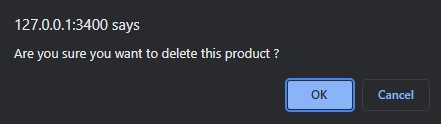 127.0.0.1:3400 says
Are you sure you want to delete this product ?
OK
Cancel